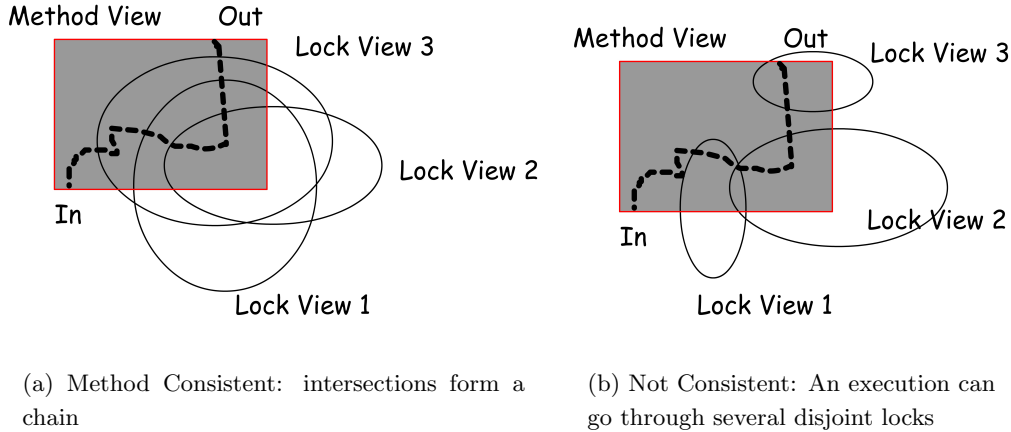 Method View
Out
Lock View 3
Lock View 2
In
Lock View 1
(a) Method Consistent: intersections form a
chain
Method View
Out
Lock View 3
Lock View 2
In
Lock View 1
(b) Not Consistent: An execution can
go through several disjoint locks